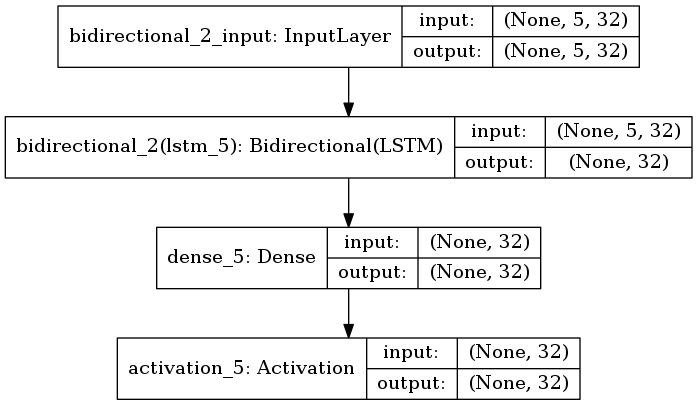 bidirectional_2_input: InputLayer
input: (None, 5, 32)
output: (None, 5, 32)
bidirectional_2(lstm_5): Bidirectional(LSTM)
input: (None, 5, 32)
output: (None, 32)
dense_5: Dense
input: (None, 32)
output: (None, 32)
activation_5: Activation
input: (None, 32)
output: (None, 32)